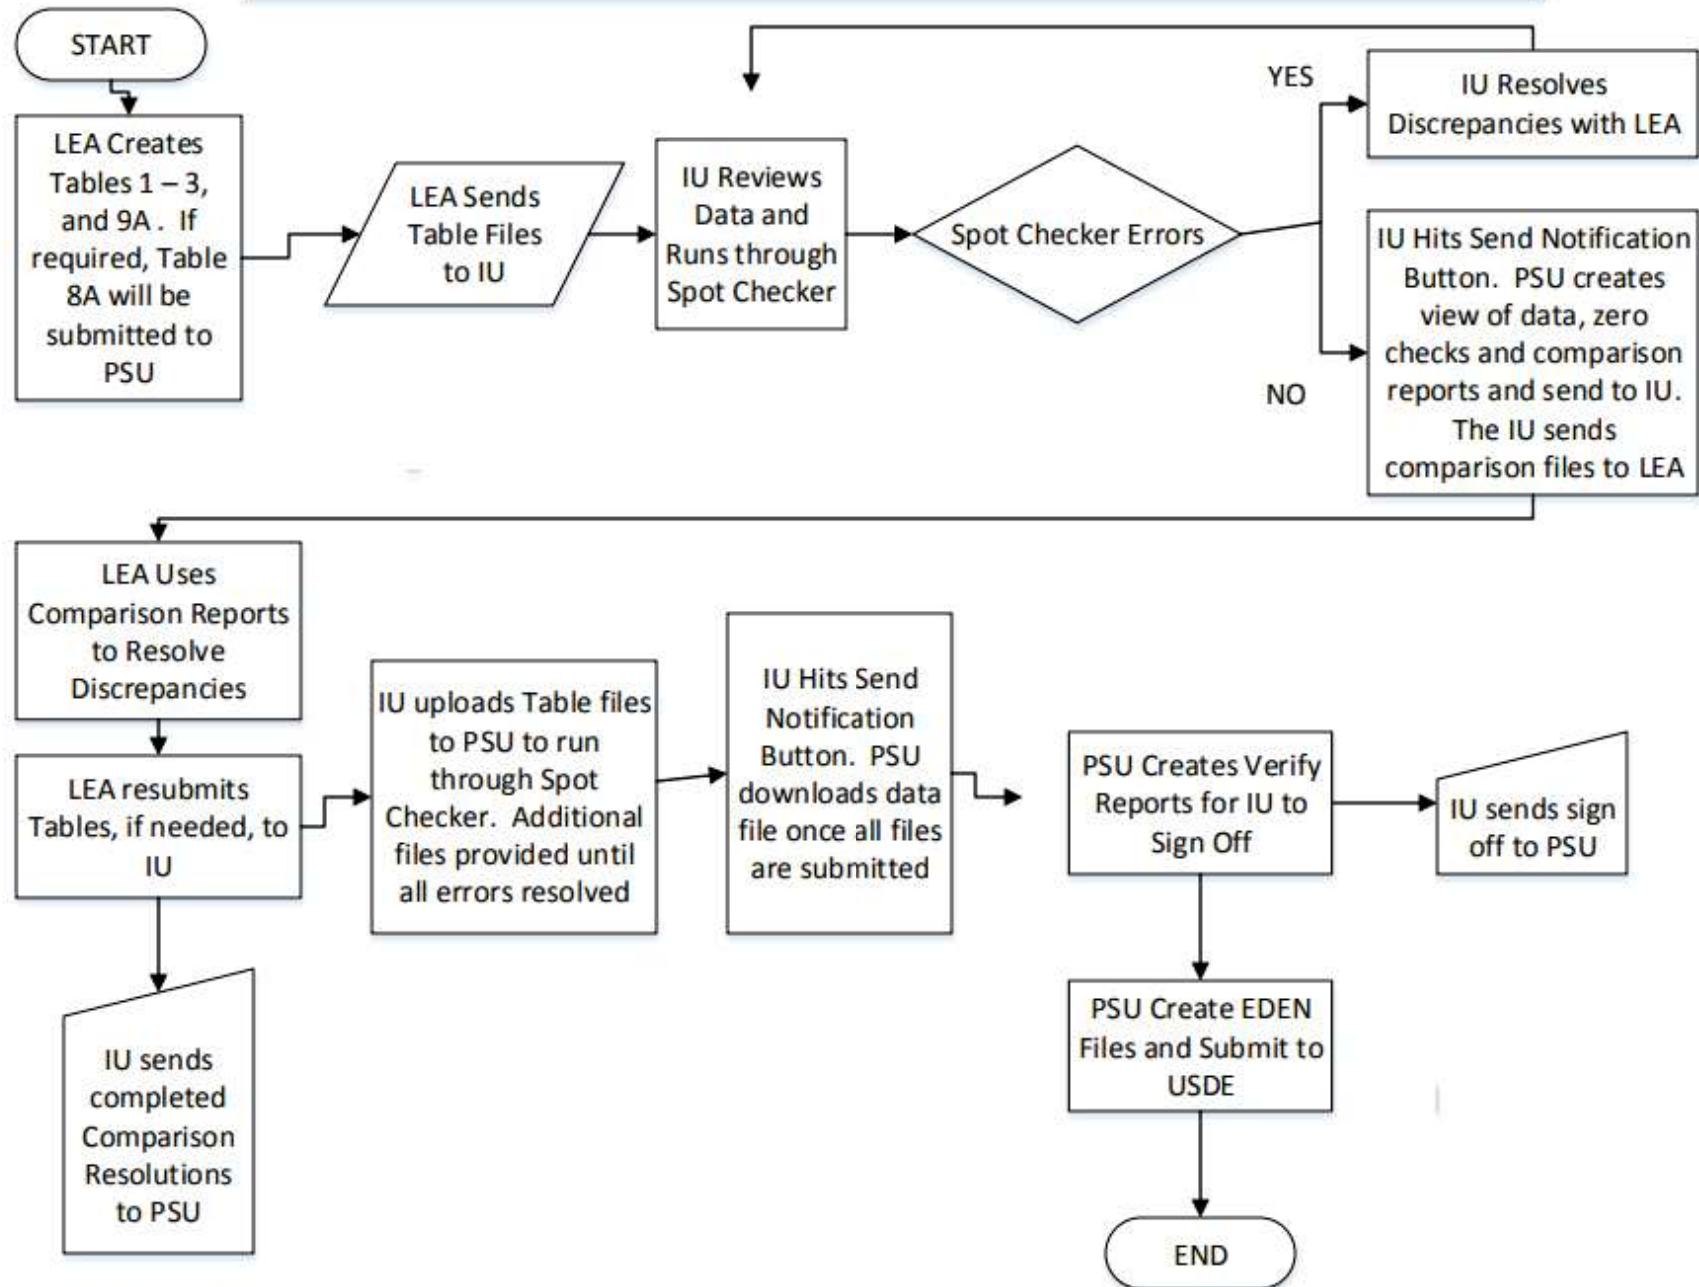 START
LEA Creates
Tables 1 – 3,
and 9A . If
required, Table
8A will be
submitted to
PSU
LEA Sends
Table Files
to IU
IU Reviews
Data and
Runs through
Spot Checker
Spot Checker Errors
YES
IU Resolves
Discrepancies with LEA
NO
IU Hits Send Notification
Button. PSU creates
view of data, zero
checks and comparison
reports and send to IU.
The IU sends
comparison files to LEA
LEA Uses
Comparison Reports
to Resolve
Discrepancies
LEA resubmits
Tables, if needed, to
IU
IU sends
completed
Comparison
Resolutions
to PSU
IU uploads Table files
to PSU to run
through Spot
Checker. Additional
files provided until
all errors resolved
IU Hits Send
Notification
Button. PSU
downloads data
file once all files
are submitted
PSU Creates Verify
Reports for IU to
Sign Off
IU sends sign
off to PSU
PSU Create EDEN
Files and Submit to
USDE
END